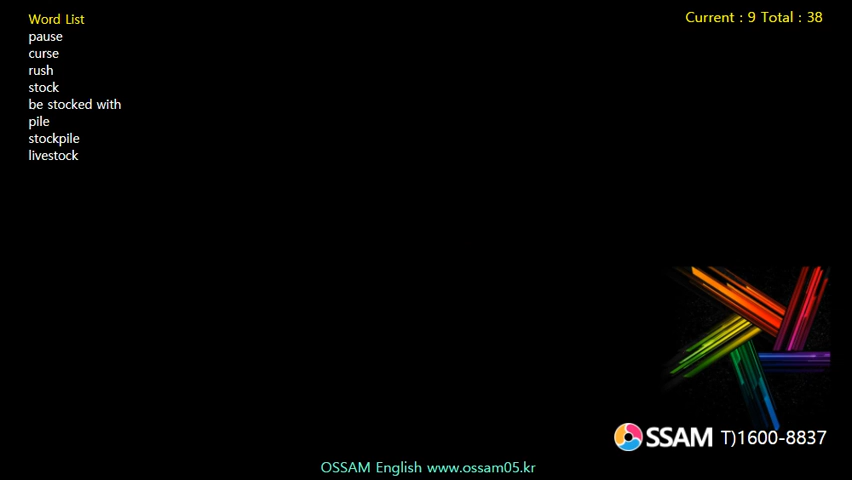 Word List
Current : 9 Total : 38
pause
curse
rush
stock
be stocked with
pile
stockpile
livestock
OSSAM T)1600-8837
OSSAM English www.ossam05.kr